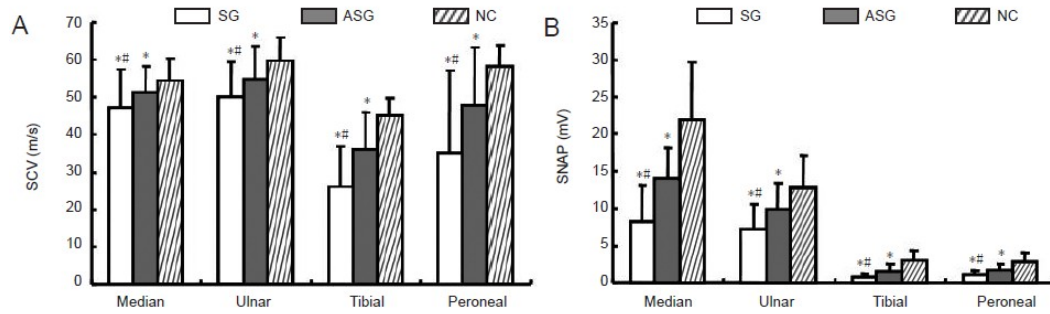 A
SG ASG NC
SCV (m/s)
70
60
50
40
30
20
10
0
*# * *# * *# * *# *
Median Ulnar Tibial Peroneal
B
SG ASG NC
SNAP (mV)
35
30
25
20
15
10
5
0
*# * *# * *# * *# *
Median Ulnar Tibial Peroneal